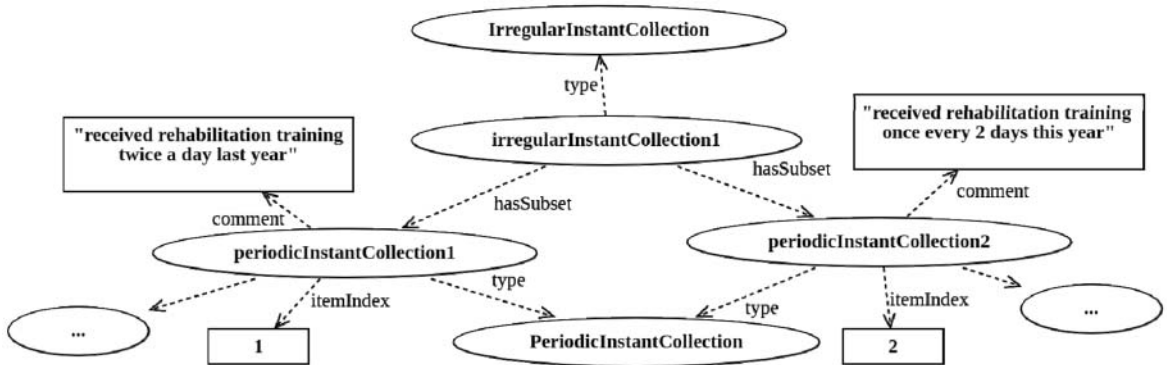 IrregularInstantCollection
type
"received rehabilitation training
twice a day last year"
irregularInstantCollection1
"received rehabilitation training
once every 2 days this year"
hasSubset
hasSubset
comment
comment
periodicInstantCollection1
periodicInstantCollection2
...
itemIndex
type
1
PeriodicInstantCollection
type
itemIndex
2
...